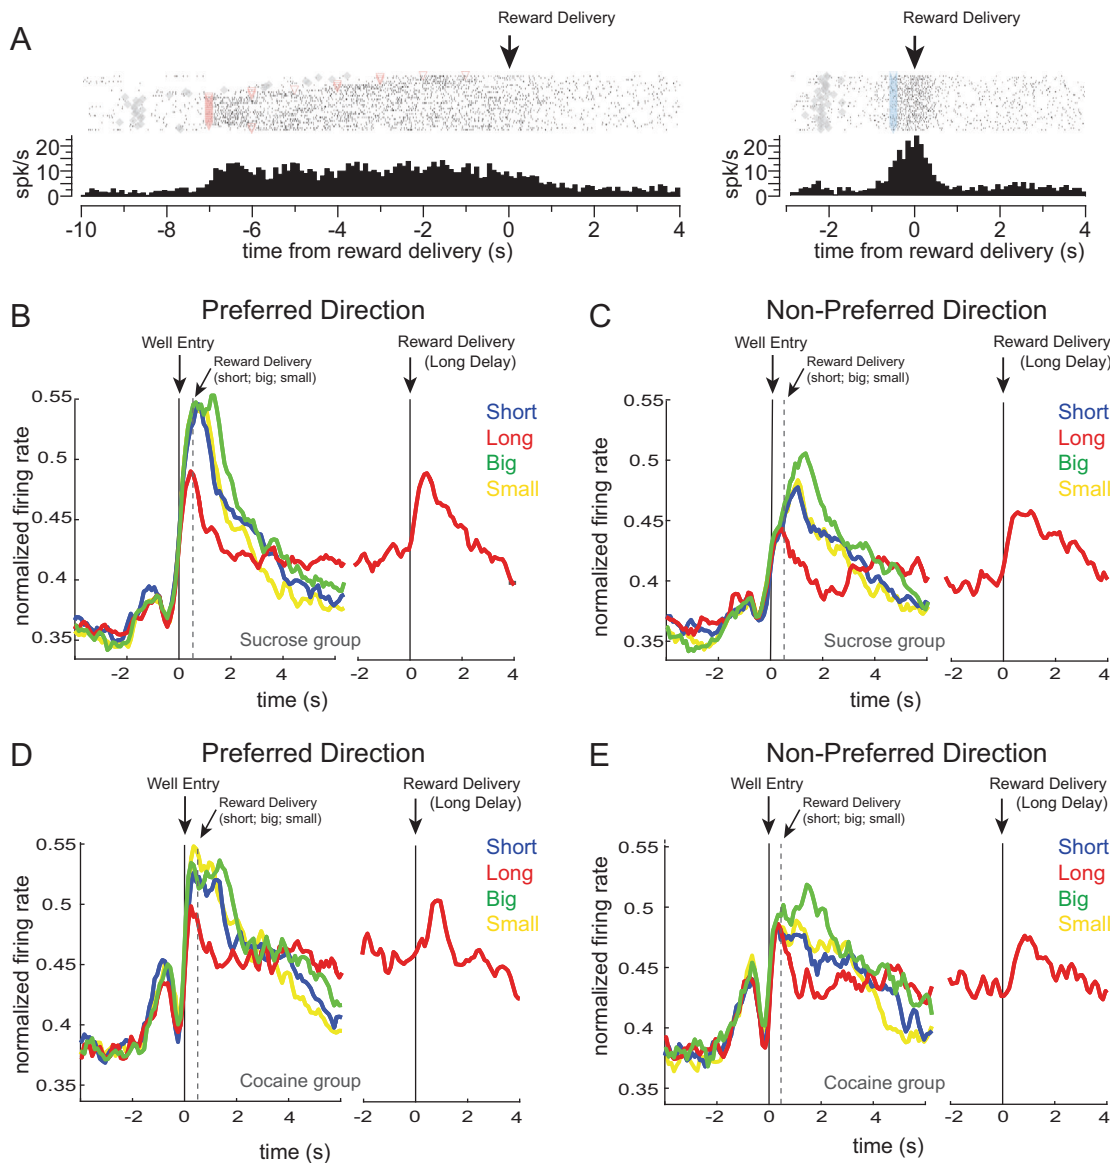 A
Reward Delivery
Reward Delivery
spk/s
20
10
0
-10 -8 -6 -4 -2 0 2 4
time from reward delivery (s)
20
10
0
-2 0 2 4
time from reward delivery (s)
spk/s
B
Preferred Direction
Well Entry
Reward Delivery
(short; big; small)
Reward Delivery
(Long Delay)
0.55
0.5
0.45
0.4
0.35
normalized firing rate
Short
Long
Big
Small
Sucrose group
-2 0 2 4 6
-2 0 2 4
time (s)
C
Non-Preferred Direction
Well Entry
Reward Delivery
(short; big; small)
Reward Delivery
(Long Delay)
0.55
0.5
0.45
0.4
0.35
normalized firing rate
Short
Long
Big
Small
Sucrose group
-2 0 2 4 6
-2 0 2 4
time (s)
D
Preferred Direction
Well Entry
Reward Delivery
(short; big; small)
Reward Delivery
(Long Delay)
0.55
0.5
0.45
0.4
0.35
normalized firing rate
Short
Long
Big
Small
Cocaine group
-2 0 2 4 6
-2 0 2 4
time (s)
E
Non-Preferred Direction
Well Entry
Reward Delivery
(short; big; small)
Reward Delivery
(Long Delay)
0.55
0.5
0.45
0.4
0.35
normalized firing rate
Short
Long
Big
Small
Cocaine group
-2 0 2 4 6
-2 0 2 4
time (s)